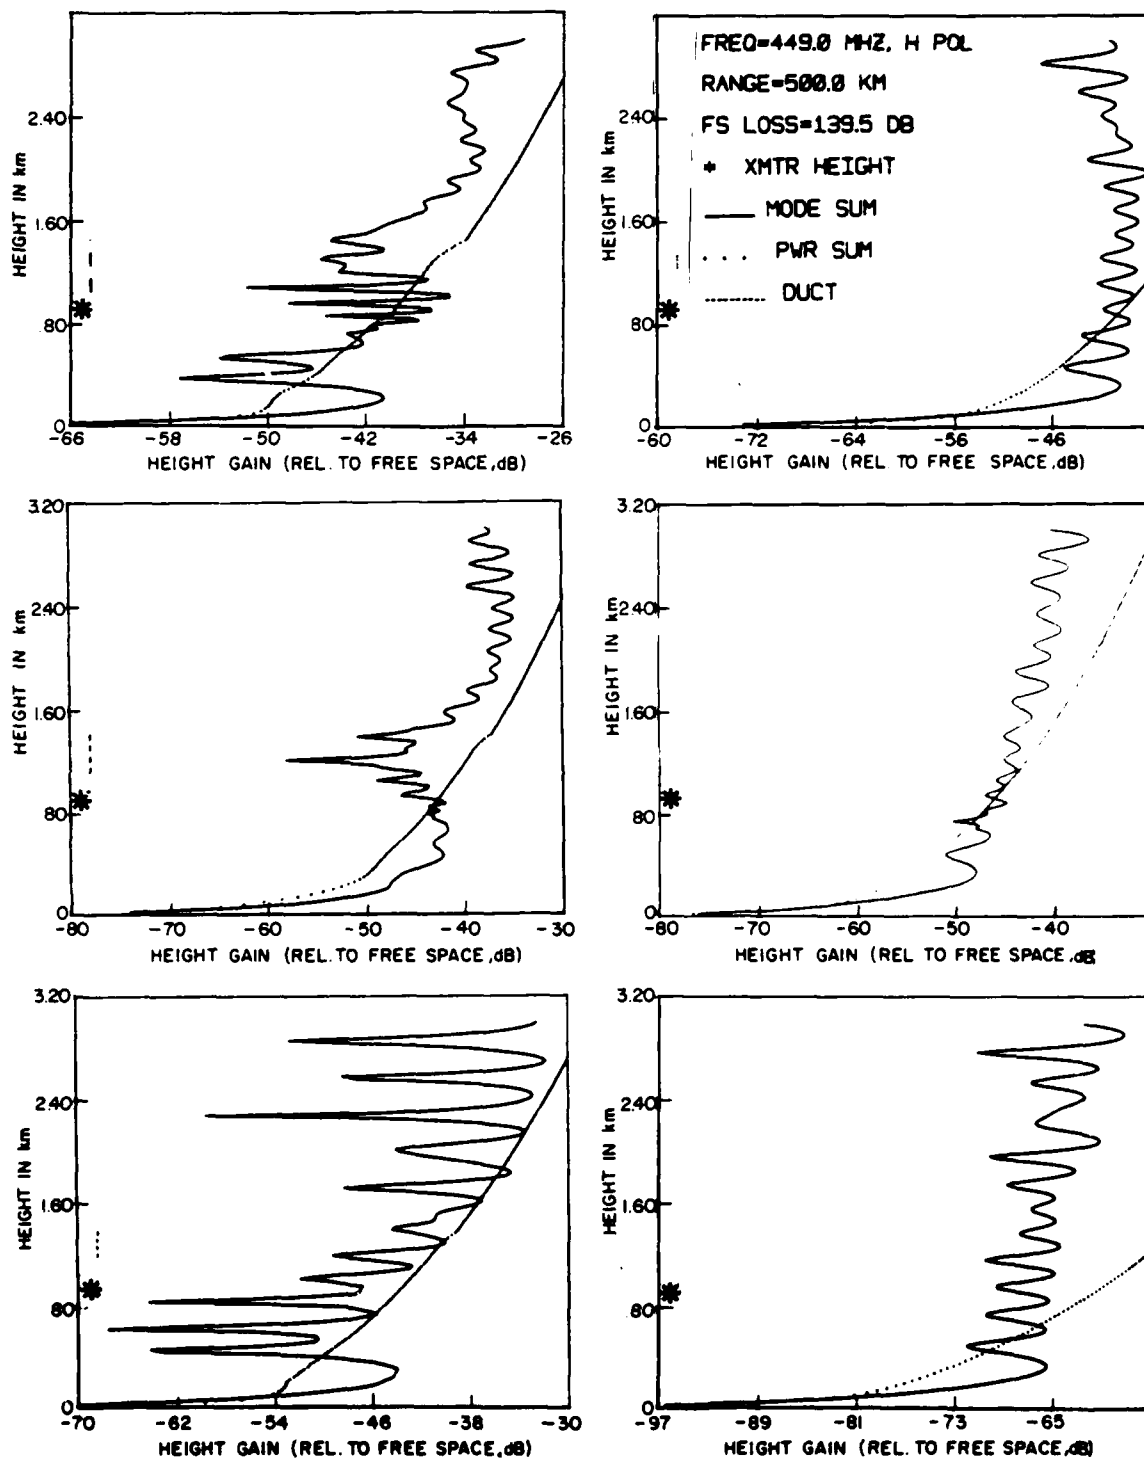 FREQ=449.0 MHZ, H POL
RANGE=500.0 KM
FS LOSS=139.5 DB
* XMTR HEIGHT
MODE SUM
PWR SUM
DUCT
HEIGHT IN km
2.40
1.60
.80
0
-66 -58 -50 -42 -34 -26
HEIGHT GAIN (REL. TO FREE SPACE,dB)
HEIGHT IN km
2.40
1.60
.80
0
-60 -72 -64 -56 -46
HEIGHT GAIN (REL. TO FREE SPACE,dB)
3.20
HEIGHT IN km
240
1.60
.80
0
-80 -70 -60 -50 -40 -30
HEIGHT GAIN (REL. TO FREE SPACE,dB)
3.20
HEIGHT IN km
240
1.60
.80
0
-80 -70 -60 -50 -40
HEIGHT GAIN (REL. TO FREE SPACE,dB)
3.20
HEIGHT IN km
240
1.60
.80
0
-70 -62 -54 -46 -38 -30
HEIGHT GAIN (REL. TO FREE SPACE,dB)
3.20
HEIGHT IN km
2.40
1.60
.80
0
-97 -89 -81 -73 -65
HEIGHT GAIN (REL. TO FREE SPACE,dB)